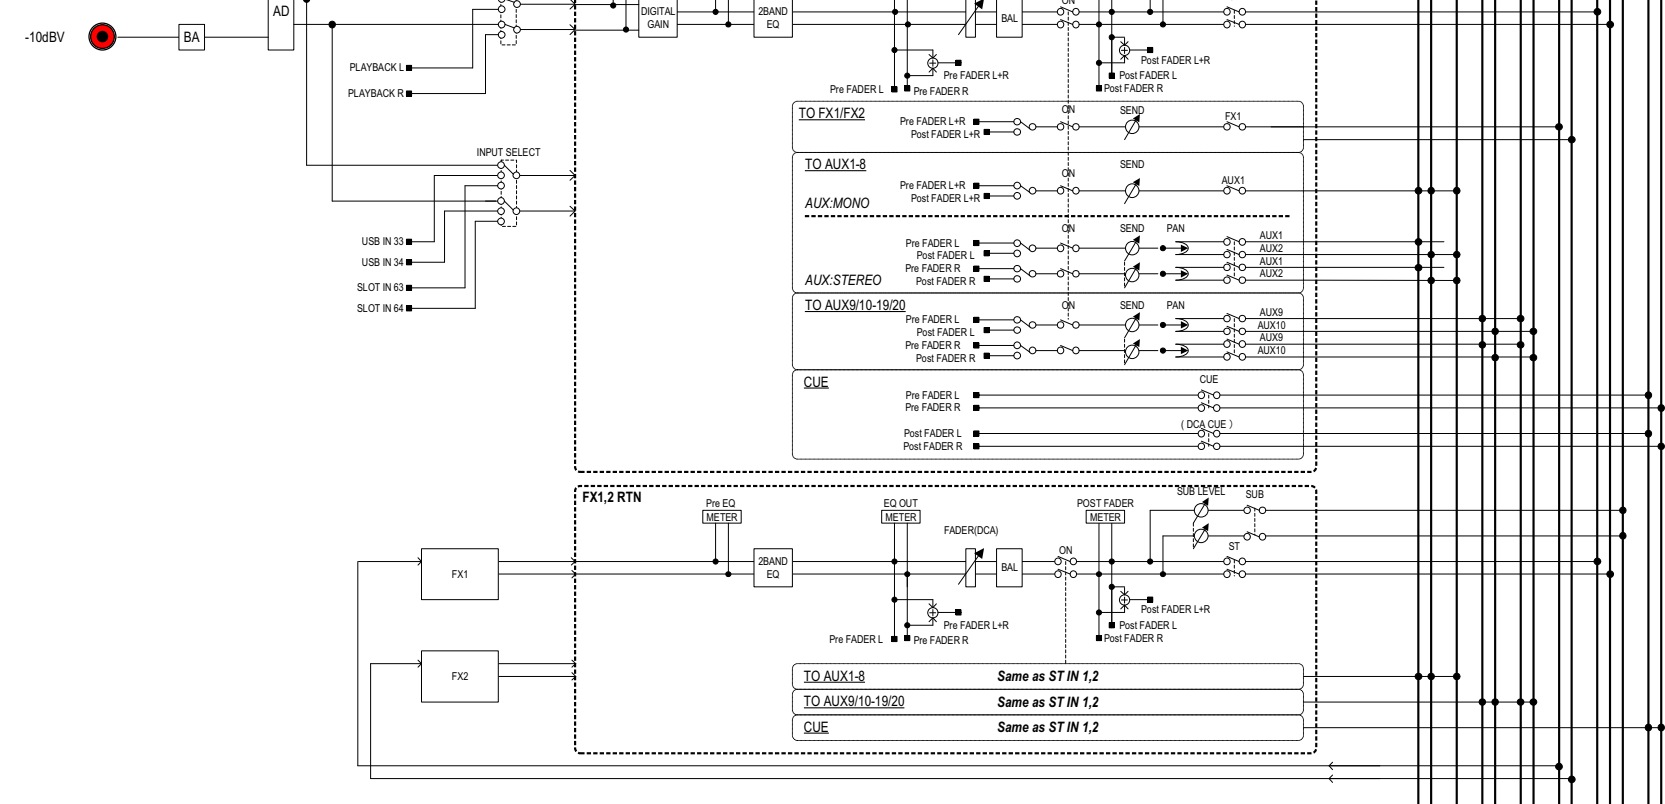 ON
AD
DIGITAL
GAIN
2BAND
EQ
BAL
-10dBV
BA
PLAYBACK L
PLAYBACK R
Pre FADER L+R
Pre FADER L
Pre FADER R
Post FADER L+R
Post FADER L
Post FADER R
TO FX1/FX2
Pre FADER L+R
Post FADER L+R
ON
SEND
FX1
INPUT SELECT
TO AUX1-8
Pre FADER L+R
Post FADER L+R
ON
SEND
AUX1
AUX:MONO
USB IN 33
USB IN 34
SLOT IN 63
SLOT IN 64
ON
SEND
PAN
Pre FADER L
Post FADER L
Pre FADER R
Post FADER R
AUX1
AUX2
AUX1
AUX2
AUX:STEREO
TO AUX9/10-19/20
ON
SEND
PAN
Pre FADER L
Post FADER L
Pre FADER R
Post FADER R
AUX9
AUX10
AUX9
AUX10
CUE
CUE
Pre FADER L
Pre FADER R
( DCA CUE )
Post FADER L
Post FADER R
FX1,2 RTN
Pre EQ
METER
EQ OUT
METER
FADER(DCA)
POST FADER
METER
SUB LEVEL
SUB
ON
ST
FX1
2BAND
EQ
BAL
Pre FADER L+R
Pre FADER L
Pre FADER R
Post FADER L+R
Post FADER L
Post FADER R
FX2
TO AUX1-8
Same as ST IN 1,2
TO AUX9/10-19/20
Same as ST IN 1,2
CUE
Same as ST IN 1,2